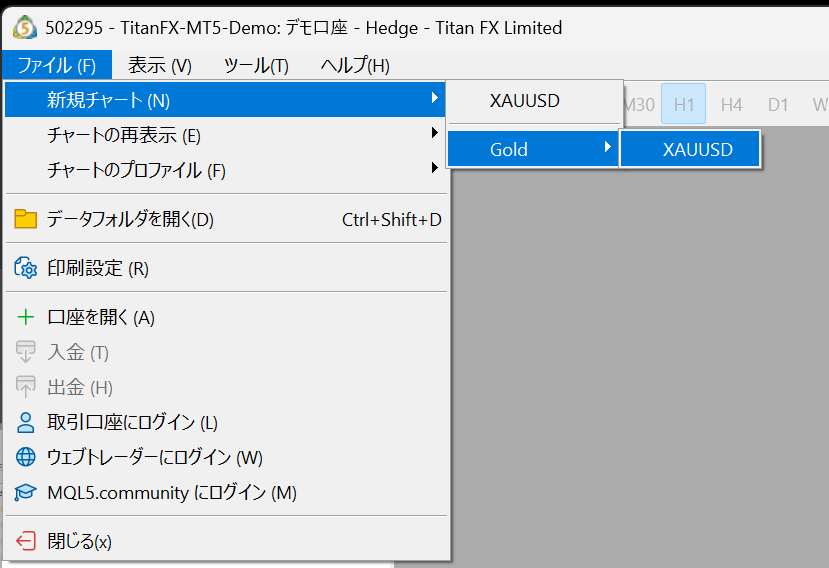 502295 - TitanFX-MT5-Demo: デモ口座 - Hedge - Titan FX Limited
ファイル (F) 表示 (V) ツール(T) ヘルプ(H)
新規チャート (N)
XAUUSD
M30 H1 H4 D1 W
チャートの再表示 (E)
Gold
XAUUSD
チャートのプロファイル (F)
データフォルダを開く(D) Ctrl+Shift+D
印刷設定 (R)
口座を開く (A)
入金 (T)
出金 (H)
取引口座にログイン (L)
ウェブトレーダーにログイン (W)
MQL5.community にログイン (M)
閉じる(x)